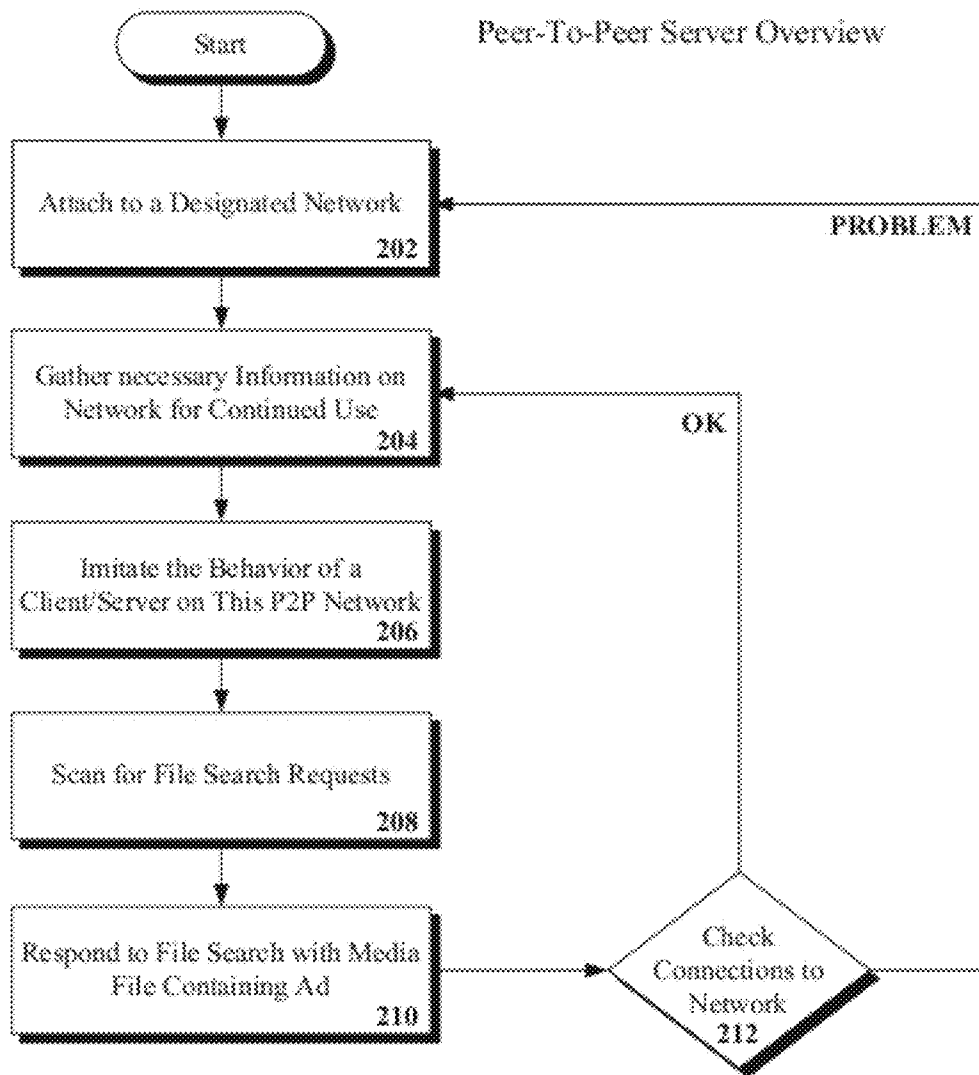 Peer-To-Peer Server Overview
Start
Attach to a Designated Network
202
PROBLEM
Gather necessary Information on
Network for Continued Use
204
OK
Imitate the Behavior of a
Client/Server on This P2P Network
206
Scan for File Search Requests
208
Respond to File Search with Media
File Containing Ad
210
Check
Connections to
Network
212